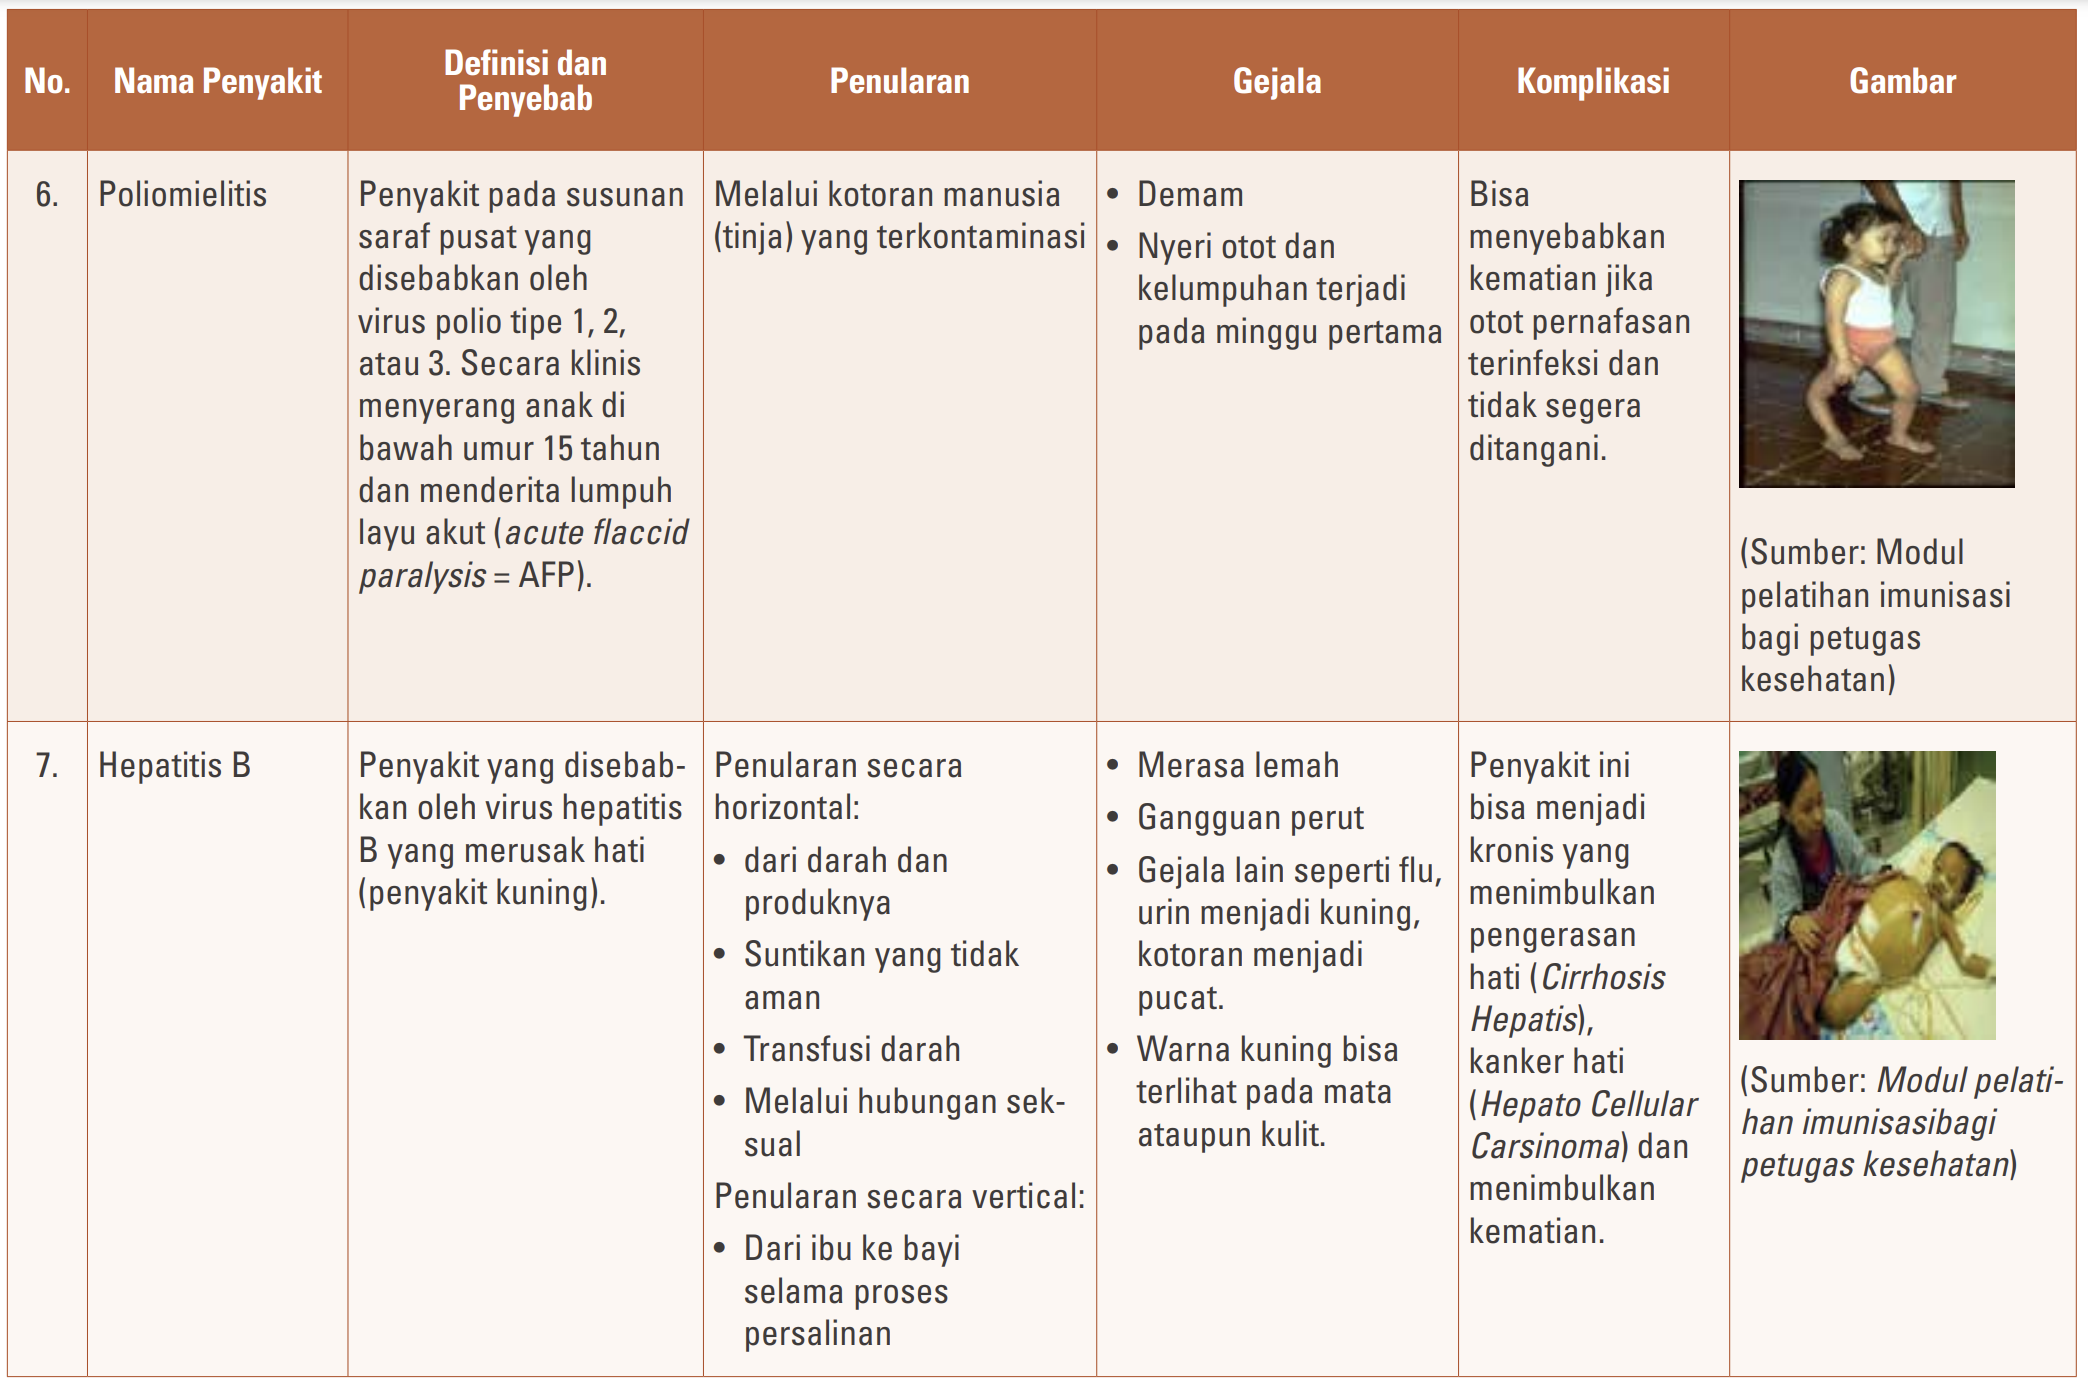 No.
Nama Penyakit
Definisi dan
Penyebab
Penularan
Gejala
Komplikasi
Gambar
6.
Poliomielitis
Penyakit pada susunan
saraf pusat yang
disebabkan oleh
virus polio tipe 1, 2,
atau 3. Secara klinis
menyerang anak di
bawah umur 15 tahun
dan menderita lumpuh
layu akut (acute flaccid
paralysis = AFP).
Melalui kotoran manusia
(tinja) yang terkontaminasi
• Demam
• Nyeri otot dan
kelumpuhan terjadi
pada minggu pertama
Bisa
menyebabkan
kematian jika
otot pernafasan
terinfeksi dan
tidak segera
ditangani.
(Sumber: Modul
pelatihan imunisasi
bagi petugas
kesehatan)
7.
Hepatitis B
Penyakit yang disebab-
kan oleh virus hepatitis
B yang merusak hati
(penyakit kuning).
Penularan secara
horizontal:
• dari darah dan
produknya
• Suntikan yang tidak
aman
• Transfusi darah
• Melalui hubungan sek-
sual
Penularan secara vertical:
• Dari ibu ke bayi
selama proses
persalinan
• Merasa lemah
• Gangguan perut
• Gejala lain seperti flu,
urin menjadi kuning,
kotoran menjadi
pucat.
• Warna kuning bisa
terlihat pada mata
ataupun kulit.
Penyakit ini
bisa menjadi
kronis yang
menimbulkan
pengerasan
hati (Cirrhosis
Hepatis),
kanker hati
(Hepato Cellular
Carsinoma) dan
menimbulkan
kematian.
(Sumber: Modul pelati-
han imunisasibagi
petugas kesehatan)